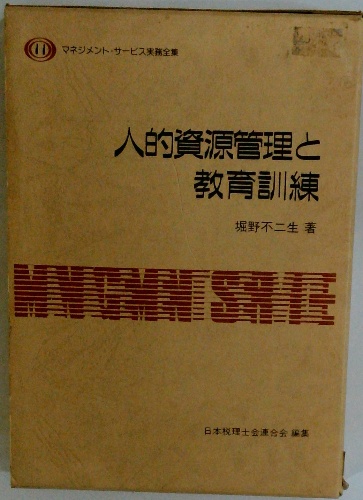 11 マネジメント・サービス実務全集
人的資源管理と
教育訓練
堀野不二生 著
MANAGEMENT SERVICE
日本税理士会連合会 編集